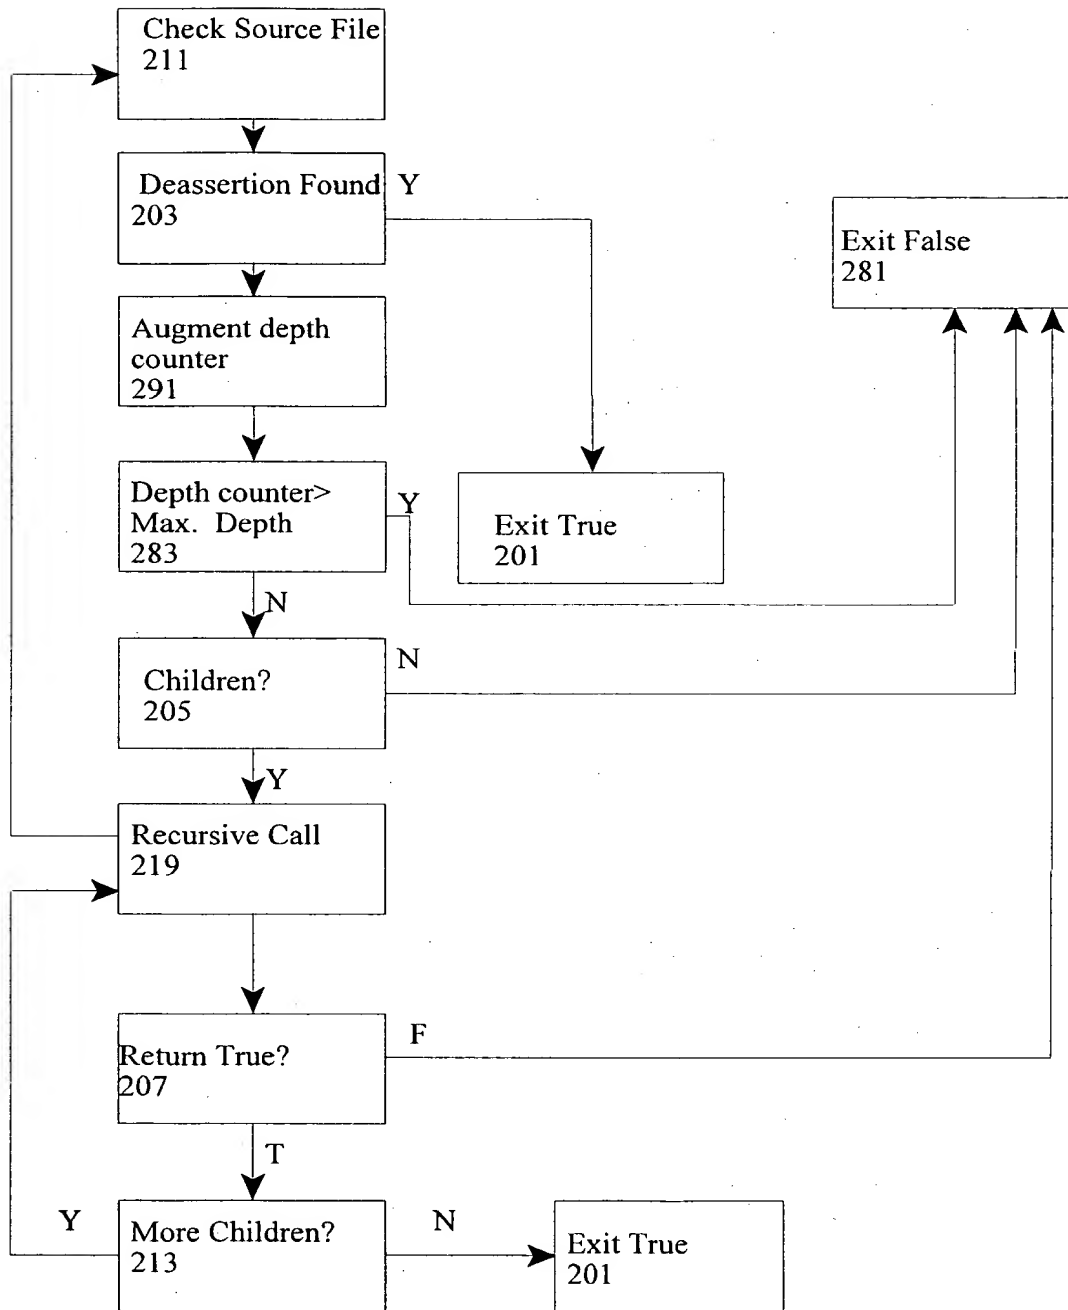 Check Source File
211
Deassertion Found
203
Y
Exit False
281
Augment depth
counter
291
Depth counter>
Max. Depth
283
Y
Exit True
201
N
Children?
205
N
Y
Recursive Call
219
Return True?
207
F
T
More Children?
213
Y
N
Exit True
201